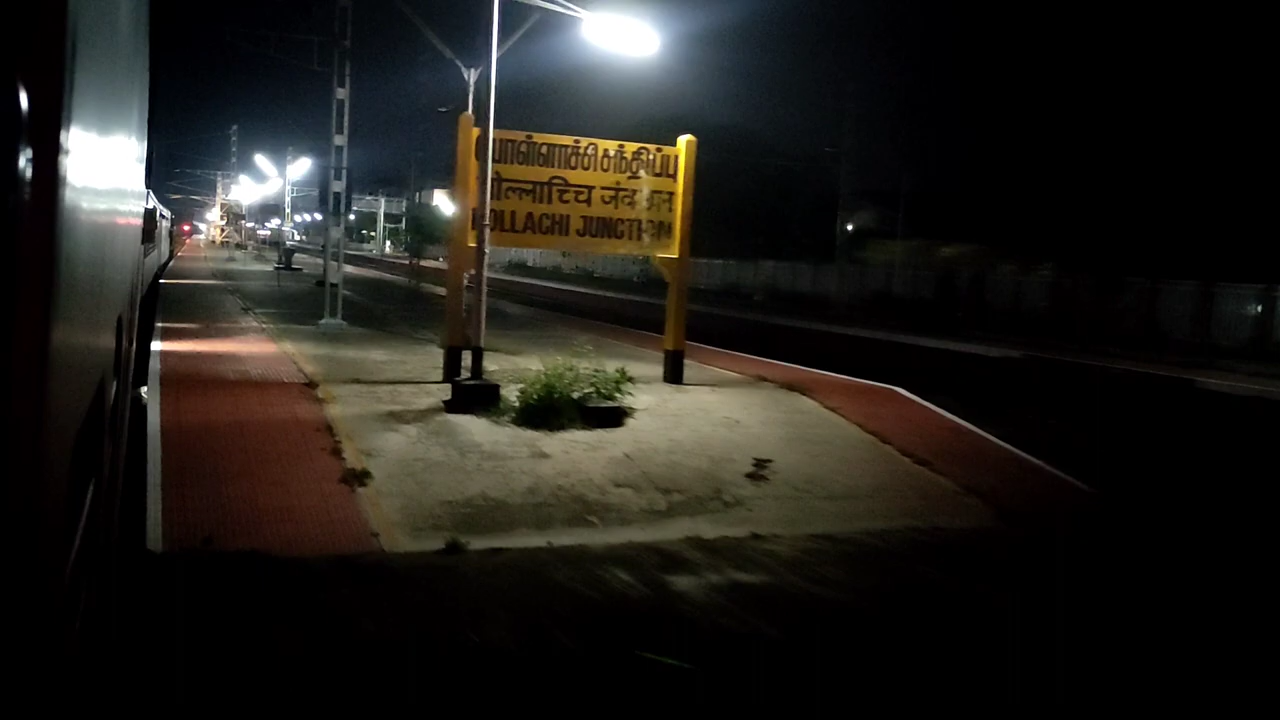 பொள்ளாச்சி சந்திப்பு
पोल्लाच्चि जंक्शन
POLLACHI JUNCTION